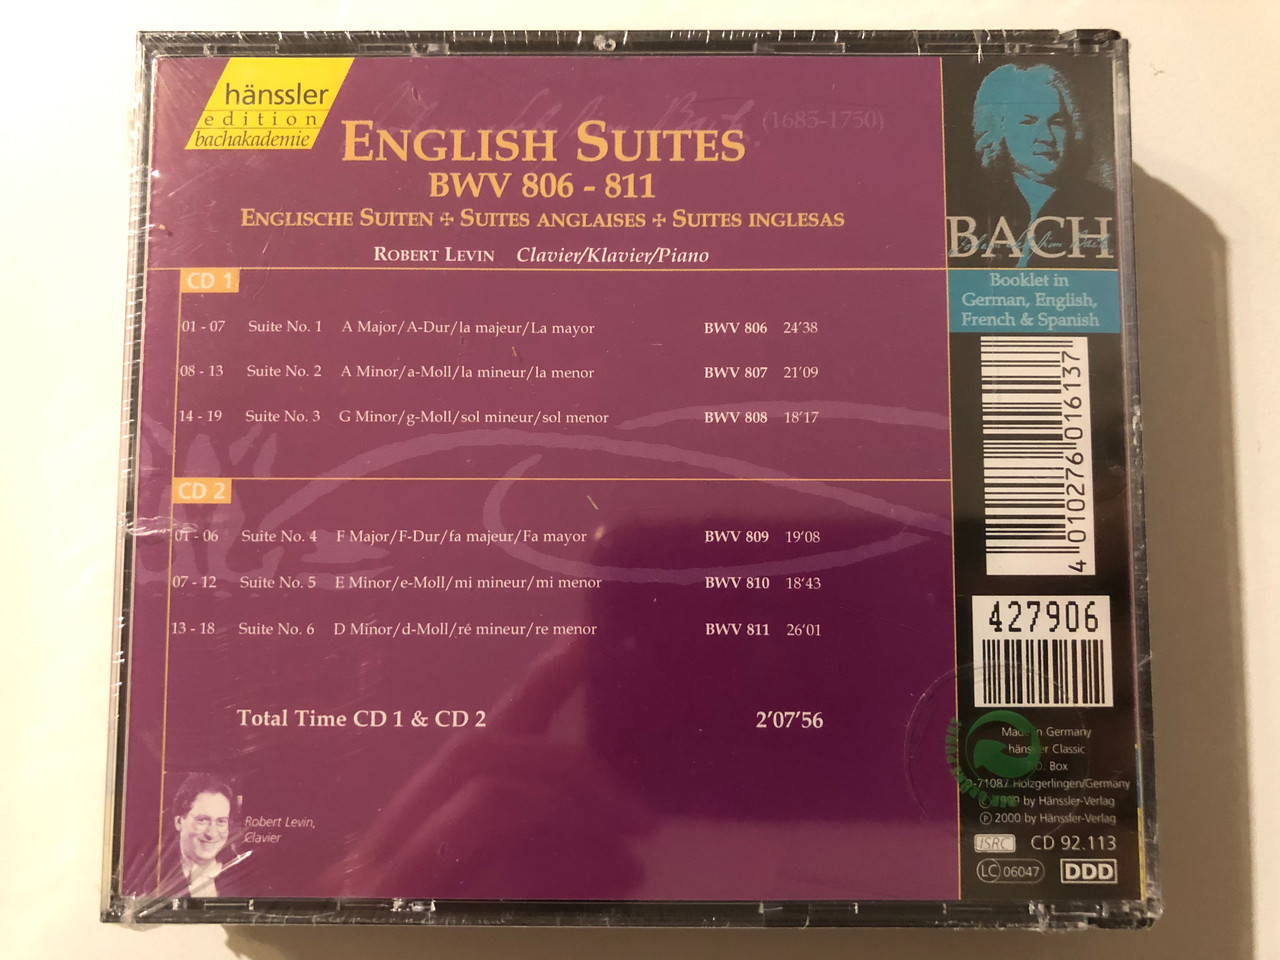 hänssler
edition
bachakademie
(1685-1750)
ENGLISH SUITES
BWV 806 - 811
ENGLISCHE SUITEN ✠ SUITES ANGLAISES ✠ SUITES INGLESAS
ROBERT LEVIN Clavier/Klavier/Piano
CD 1
01 - 07 Suite No. 1 A Major/A-Dur/la majeur/La mayor BWV 806 24'38
08 - 13 Suite No. 2 A Minor/a-Moll/la mineur/la menor BWV 807 21'09
14 - 19 Suite No. 3 G Minor/g-Moll/sol mineur/sol menor BWV 808 18'17
CD 2
01 - 06 Suite No. 4 F Major/F-Dur/fa majeur/Fa mayor BWV 809 19'08
07 - 12 Suite No. 5 E Minor/e-Moll/mi mineur/mi menor BWV 810 18'43
13 - 18 Suite No. 6 D Minor/d-Moll/ré mineur/re menor BWV 811 26'01
Total Time CD 1 & CD 2 2'07'56
Robert Levin,
Clavier
BACH
Booklet in
German, English,
French & Spanish
4 010276 016137
427906
Made in Germany
hänssler Classic
P.O. Box
D-71087 Holzgerlingen/Germany
© 1999 by Hänssler-Verlag
℗ 2000 by Hänssler-Verlag
ISRC CD 92.113
LC 06047 DDD